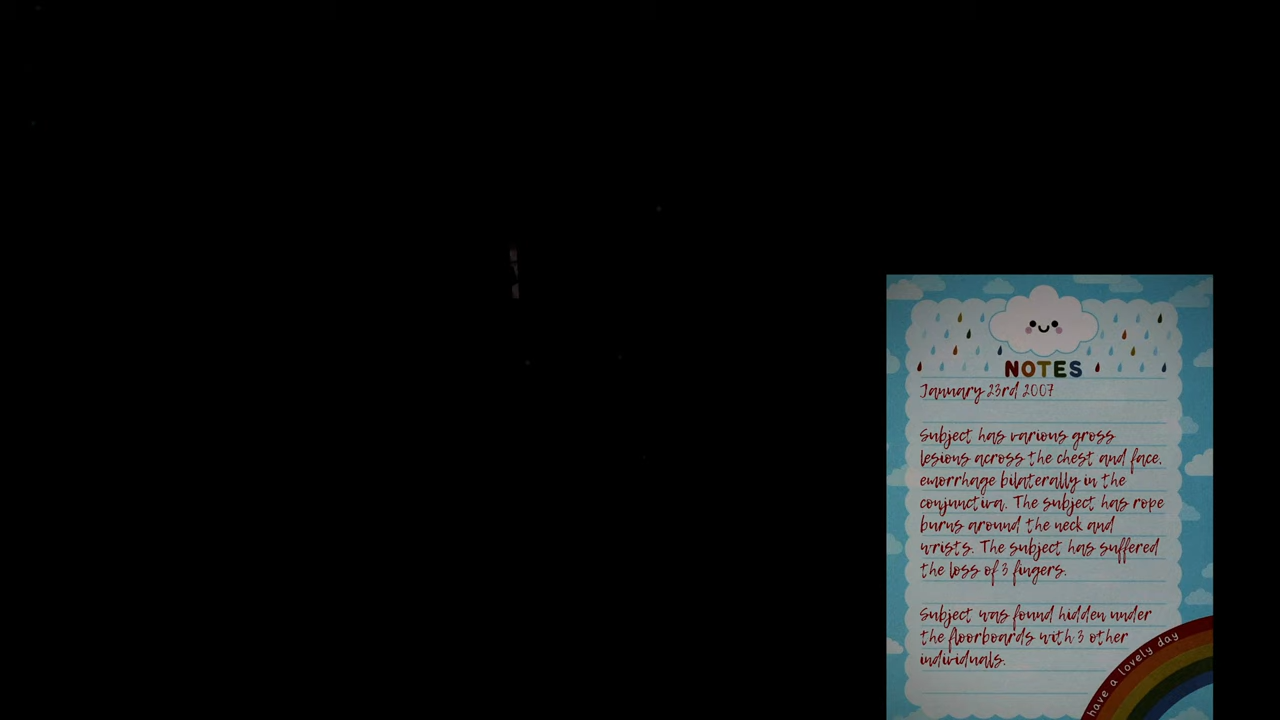 NOTES
January 23rd 2007
Subject has various gross
lesions across the chest and face.
emorrhage bilaterally in the
conjunctiva. The subject has rope
burns around the neck and
wrists. The subject has suffered
the loss of 3 fingers.
Subject was found hidden under
the floorboards with 3 other
individuals.
have a lovely day